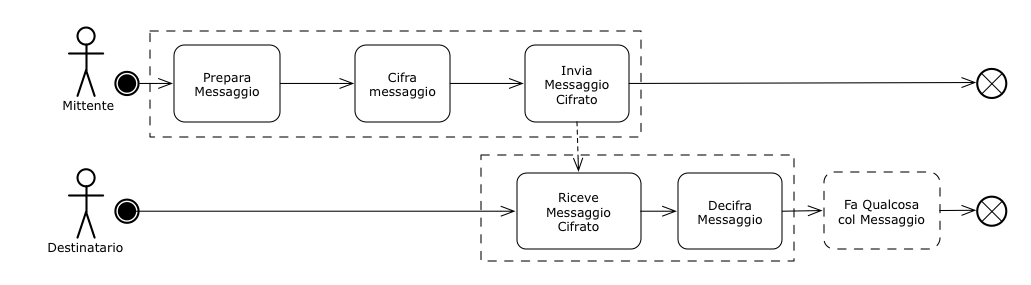 Prepara
Messaggio
Cifra
messaggio
Invia
Messaggio
Cifrato
Mittente
Riceve
Messaggio
Cifrato
Decifra
Messaggio
Fa Qualcosa
col Messaggio
Destinatario